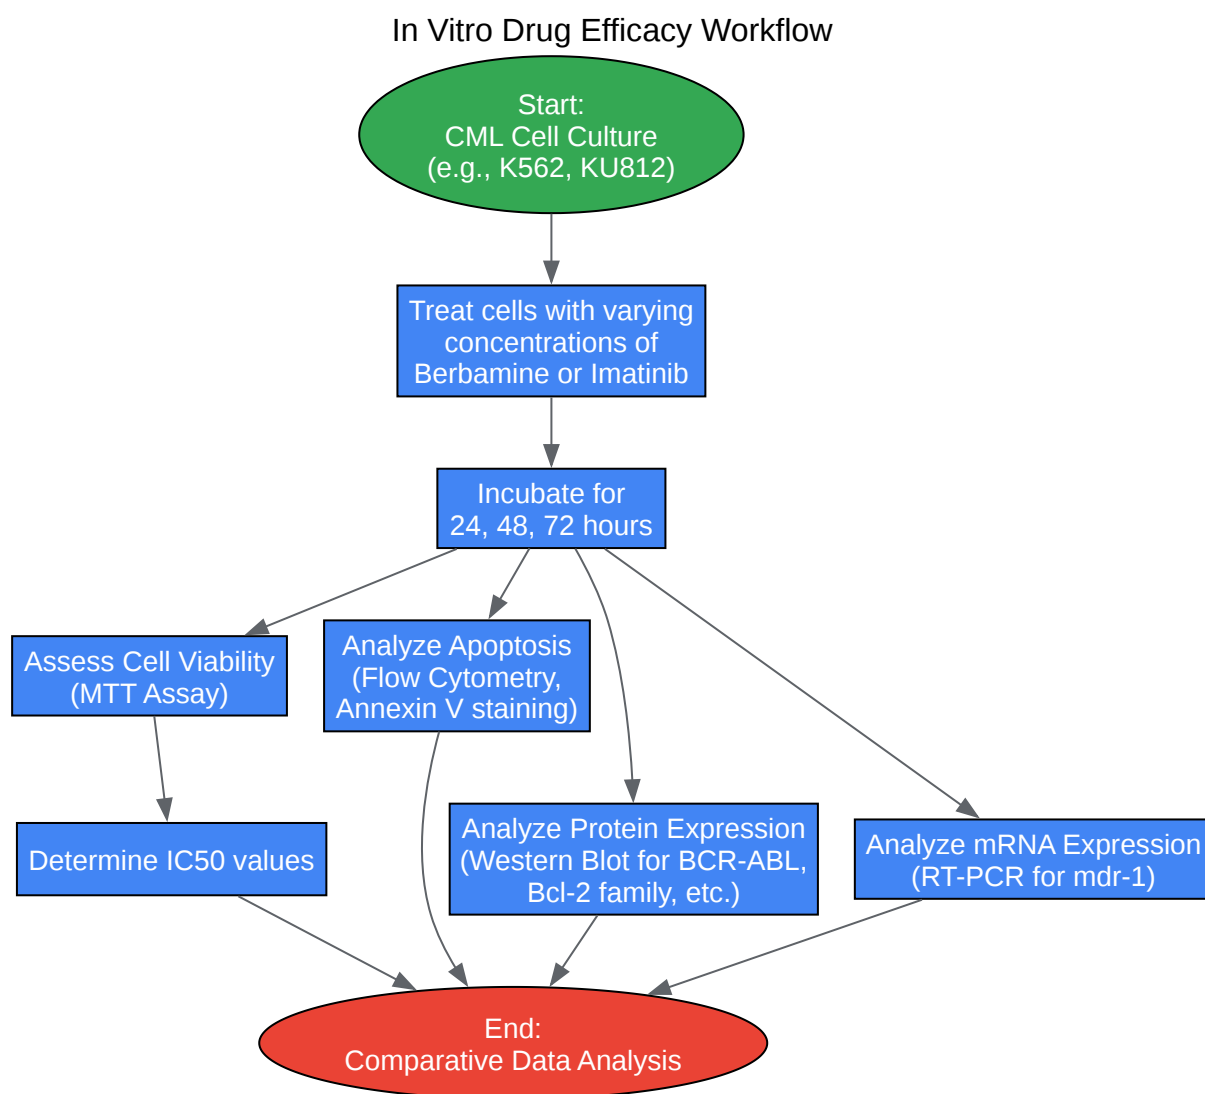 In Vitro Drug Efficacy Workflow
Start:
CML Cell Culture
(e.g., K562, KU812)
Treat cells with varying
concentrations of
Berbamine or Imatinib
Incubate for
24, 48, 72 hours
Assess Cell Viability
(MTT Assay)
Analyze Apoptosis
(Flow Cytometry,
Annexin V staining)
Determine IC50 values
Analyze Protein Expression
(Western Blot for BCR-ABL,
Bcl-2 family, etc.)
Analyze mRNA Expression
(RT-PCR for mdr-1)
End:
Comparative Data Analysis